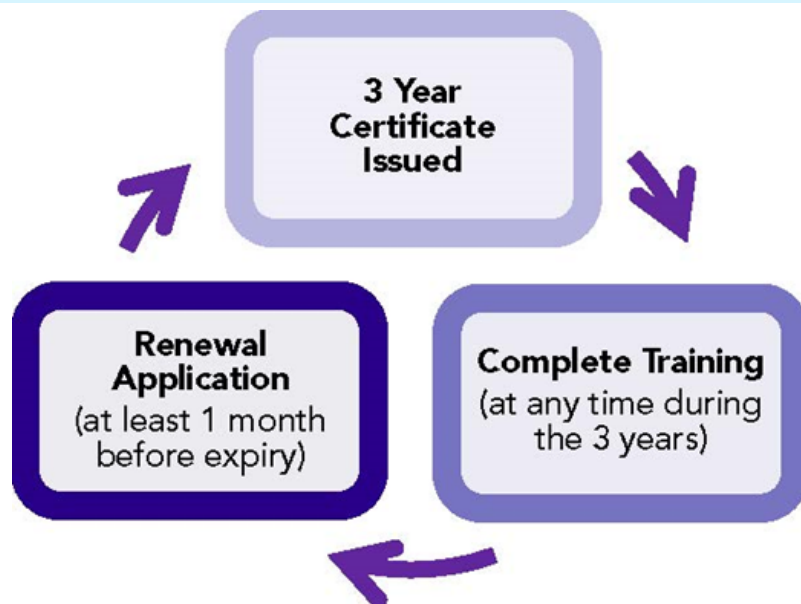 3 Year
Certificate
Issued
Complete Training
(at any time during
the 3 years)
Renewal
Application
(at least 1 month
before expiry)